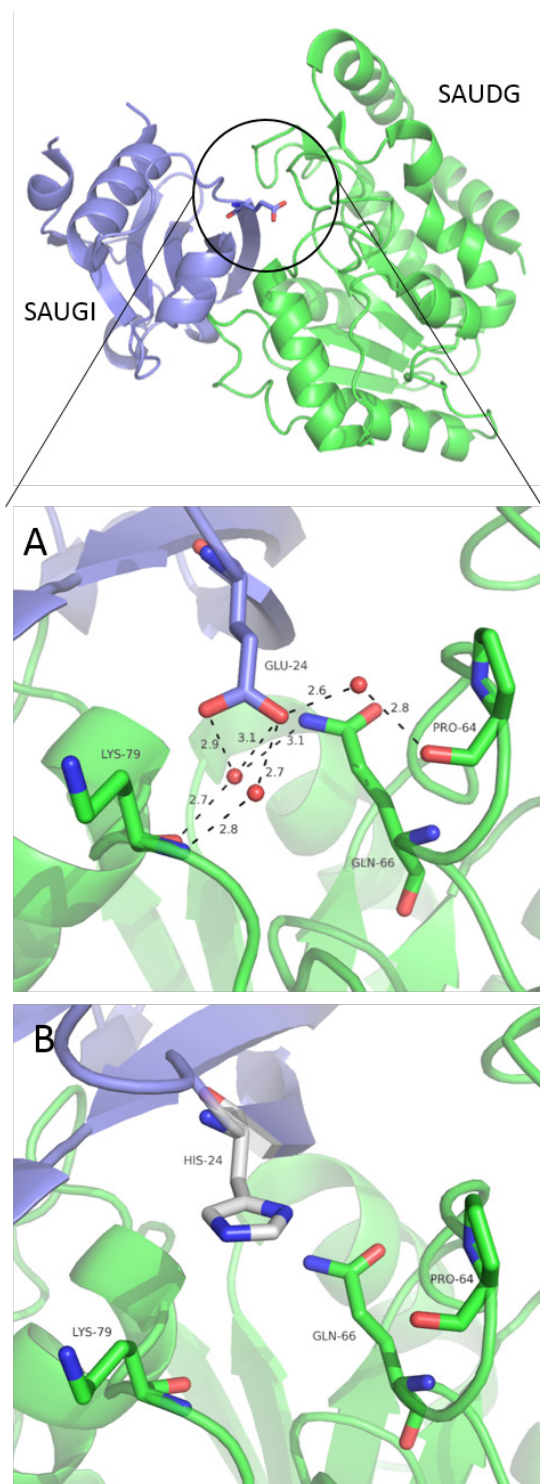 SAUDG
SAUGI
A
GLU-24
2.6
2.8
PRO-64
2.9
3.1
3.1
LYS-79
2.7
2.7
2.8
GLN-66
B
HIS-24
PRO-64
LYS-79
GLN-66